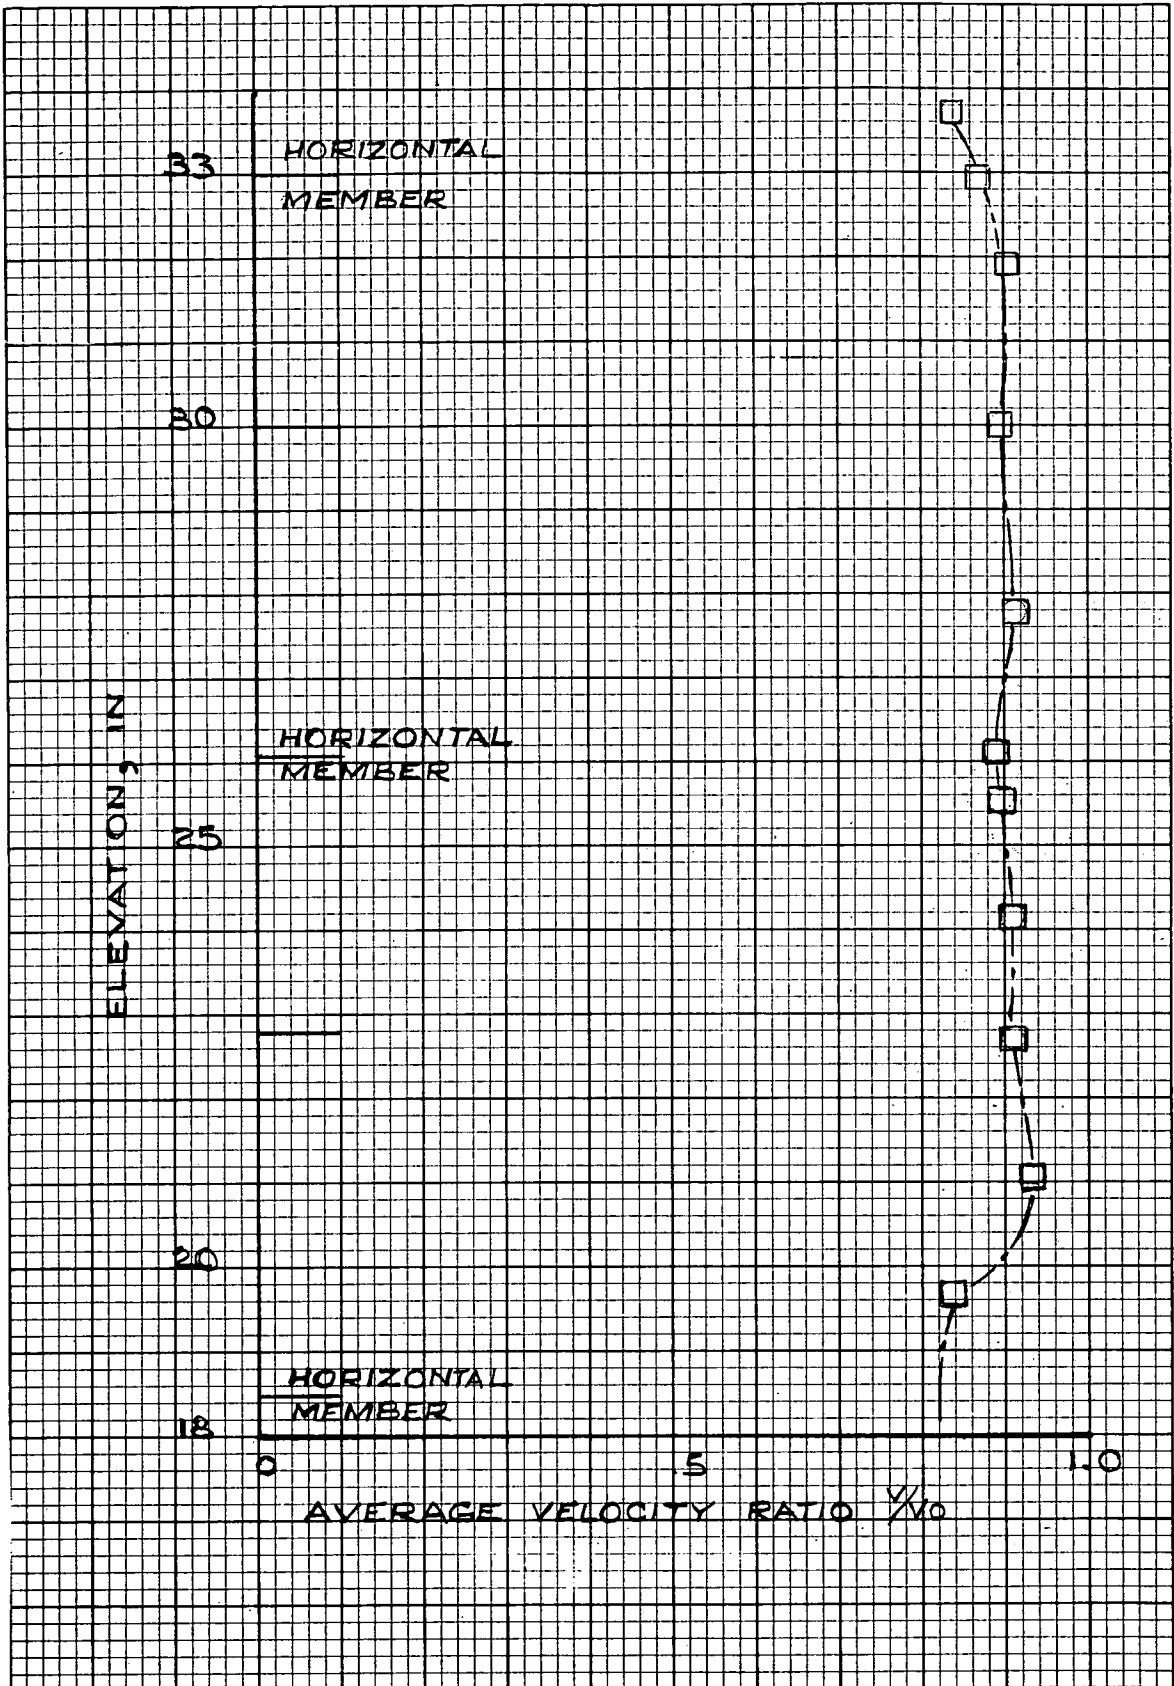 HORIZONTAL
33
MEMBER
30
HORIZONTAL
MEMBER
ELEVATION, IN
25
20
HORIZONTAL
MEMBER
18
0
.5
1.0
AVERAGE VELOCITY RATIO V/Vo